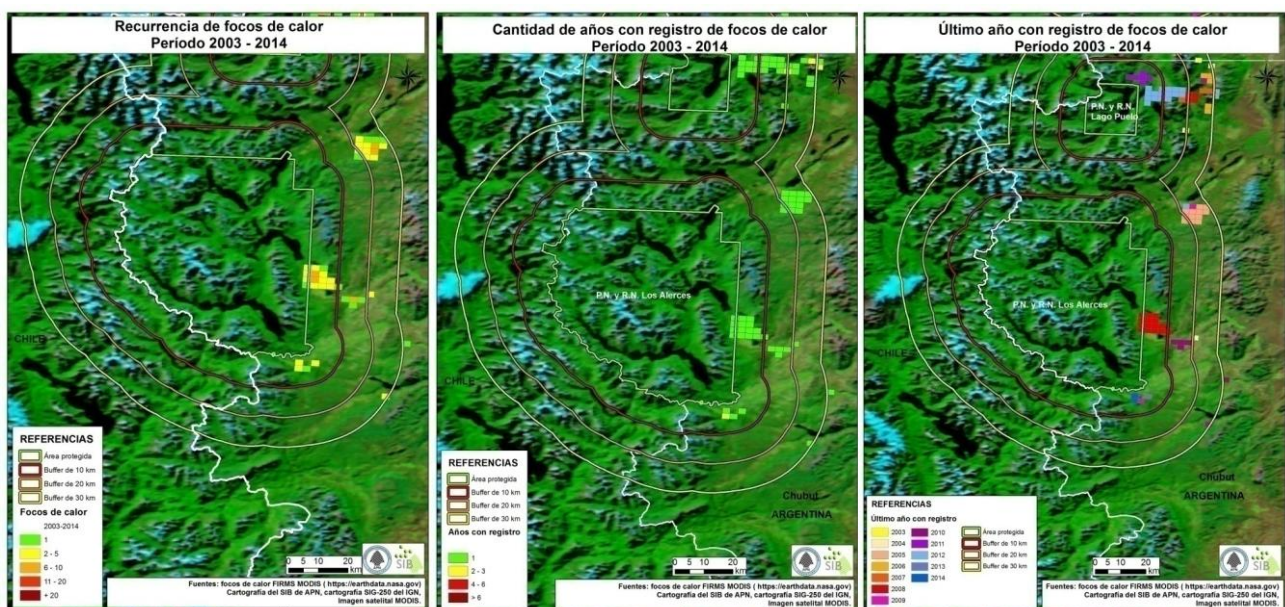 Recurrencia de focos de calor
Período 2003 - 2014
CHILE
REFERENCIAS
Área protegida
Buffer de 10 km
Buffer de 20 km
Buffer de 30 km
Focos de calor
2003-2014
1
2 - 5
6 - 10
11 - 20
+ 20
0 5 10 20
km
SIB
Fuentes: focos de calor FIRMS MODIS ( https://earthdata.nasa.gov)
Cartografía del SIB de APN, cartografía SIG-250 del IGN,
Imagen satelital MODIS.
Cantidad de años con registro de focos de calor
Período 2003 - 2014
P.N. y R.N. Los Alerces
CHILE
Chubut
ARGENTINA
REFERENCIAS
Área protegida
Buffer de 10 km
Buffer de 20 km
Buffer de 30 km
Años con registro
1
2 - 3
4 - 6
> 6
0 5 10 20
km
SIB
Fuentes: focos de calor FIRMS MODIS ( https://earthdata.nasa.gov)
Cartografía del SIB de APN, cartografía SIG-250 del IGN,
Imagen satelital MODIS.
Último año con registro de focos de calor
Período 2003 - 2014
P.N. y R.N.
Lago Puelo
P.N. y R.N. Los Alerces
CHILE
Chubut
ARGENTINA
REFERENCIAS
Último año con registro
2003
2004
2005
2006
2007
2008
2009
2010
2011
2012
2013
2014
Área protegida
Buffer de 10 km
Buffer de 20 km
Buffer de 30 km
0 5 10 20
km
SIB
Fuentes: focos de calor FIRMS MODIS ( https://earthdata.nasa.gov)
Cartografía del SIB de APN, cartografía SIG-250 del IGN,
Imagen satelital MODIS.